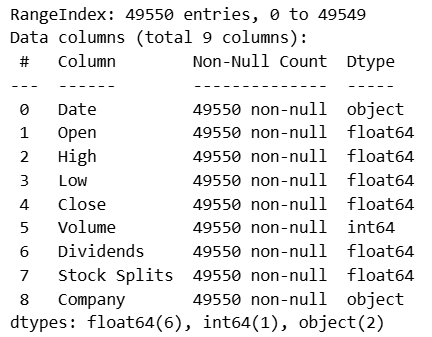 RangeIndex: 49550 entries, 0 to 49549
Data columns (total 9 columns):
 #   Column        Non-Null Count  Dtype
---  ------        --------------  -----
 0   Date          49550 non-null  object
 1   Open          49550 non-null  float64
 2   High          49550 non-null  float64
 3   Low           49550 non-null  float64
 4   Close         49550 non-null  float64
 5   Volume        49550 non-null  int64
 6   Dividends     49550 non-null  float64
 7   Stock Splits  49550 non-null  float64
 8   Company       49550 non-null  object
dtypes: float64(6), int64(1), object(2)